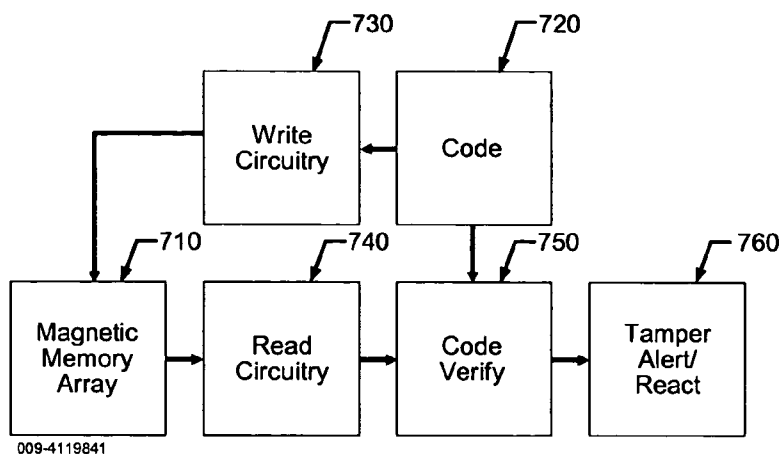 730
720
Write
Circuitry
Code
710
740
750
760
Magnetic
Memory
Array
Read
Circuitry
Code
Verify
Tamper
Alert/
React
009-4119841